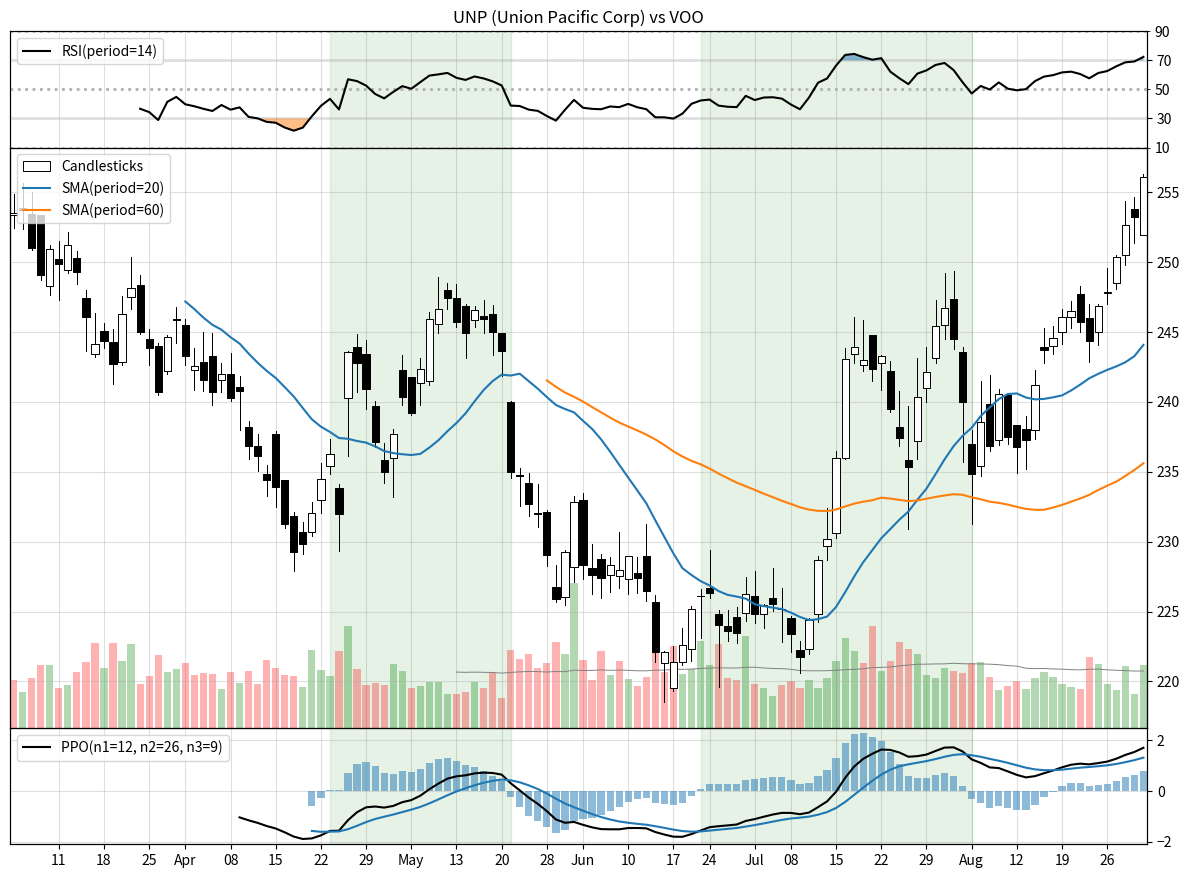 UNP (Union Pacific Corp) vs VOO
RSI(period=14)
90
70
50
30
10
Candlesticks
SMA(period=20)
SMA(period=60)
255
250
245
240
235
230
225
220
PPO(n1=12, n2=26, n3=9)
2
0
−2
11 18 25 Apr 08 15 22 29 May 13 20 28 Jun 10 17 24 Jul 08 15 22 29 Aug 12 19 26